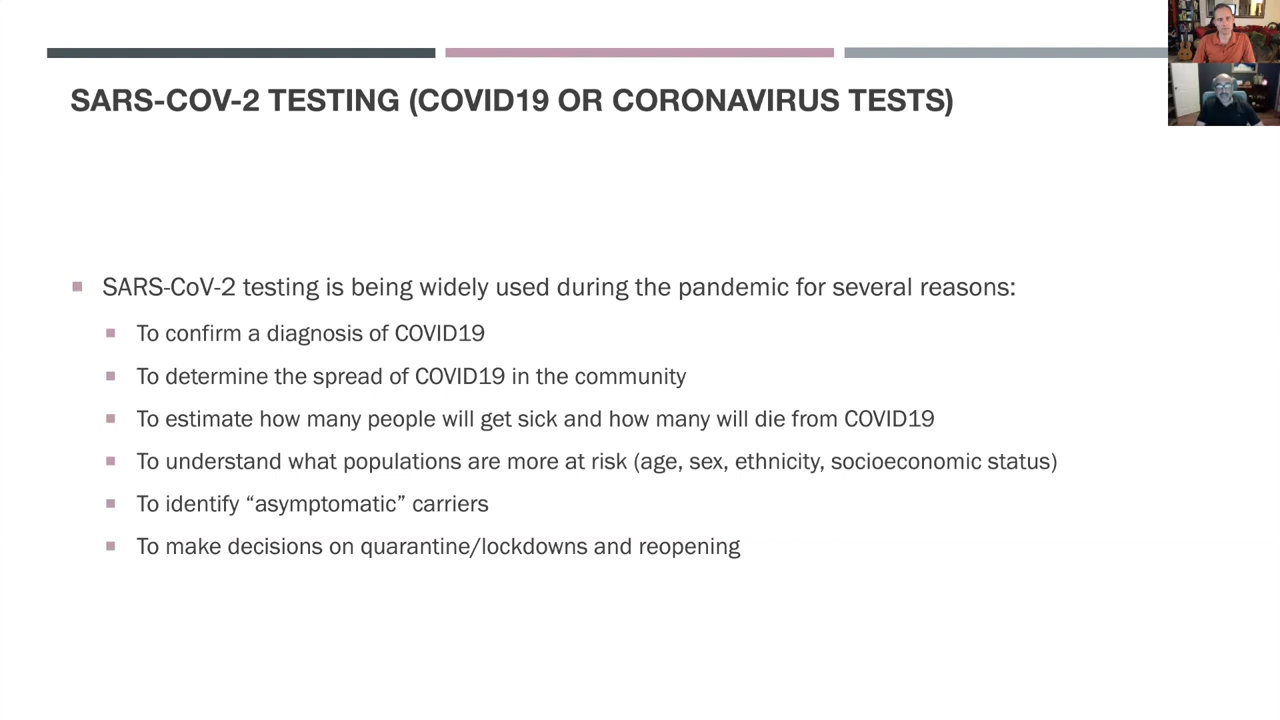 SARS-COV-2 TESTING (COVID19 OR CORONAVIRUS TESTS)
SARS-CoV-2 testing is being widely used during the pandemic for several reasons:
To confirm a diagnosis of COVID19
To determine the spread of COVID19 in the community
To estimate how many people will get sick and how many will die from COVID19
To understand what populations are more at risk (age, sex, ethnicity, socioeconomic status)
To identify “asymptomatic” carriers
To make decisions on quarantine/lockdowns and reopening